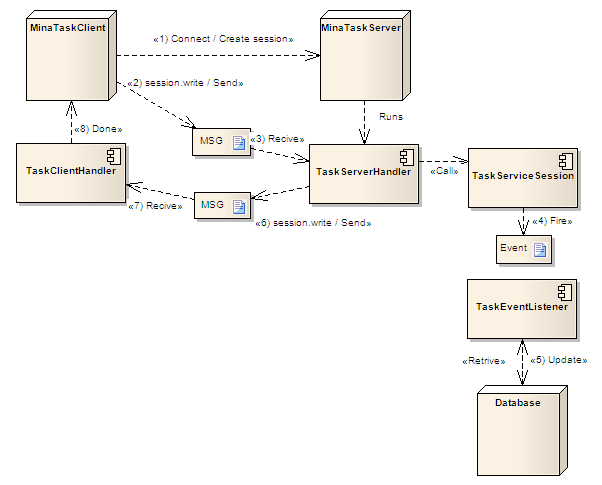 MinaTaskClient
«1) Connect / Create session»
MinaTaskServer
«2) session.write / Send»
Runs
«8) Done»
MSG
«3) Recive»
TaskClientHandler
TaskServerHandler
«Call»
TaskServiceSession
«7) Recive»
MSG
«6) session.write / Send»
«4) Fire»
Event
TaskEventListener
«Retrive»
«5) Update»
Database